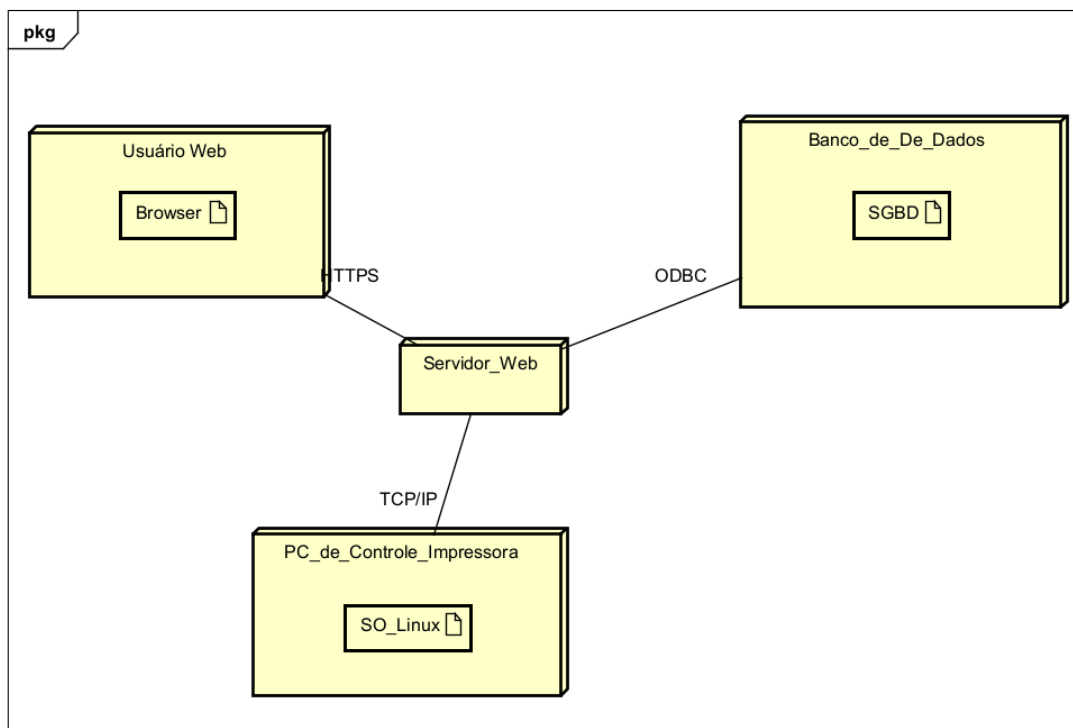 pkg
Usuário Web
Browser
Banco_de_De_Dados
SGBD
HTTPS
ODBC
Servidor_Web
TCP/IP
PC_de_Controle_Impressora
SO_Linux